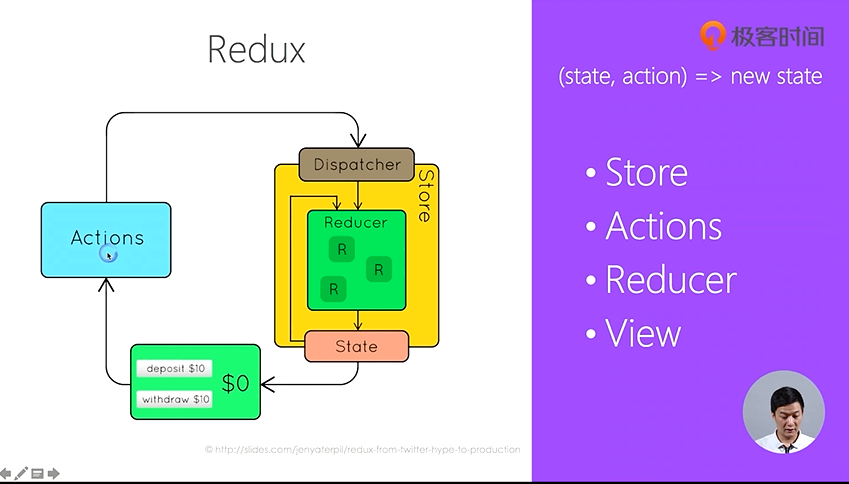 Redux
极客时间
(state, action) => new state
Dispatcher
Store
Reducer
R
R
R
State
Actions
deposit $10
withdraw $10
$0
• Store
• Actions
• Reducer
• View
© http://slides.com/jenyaterpil/redux-from-twitter-hype-to-production